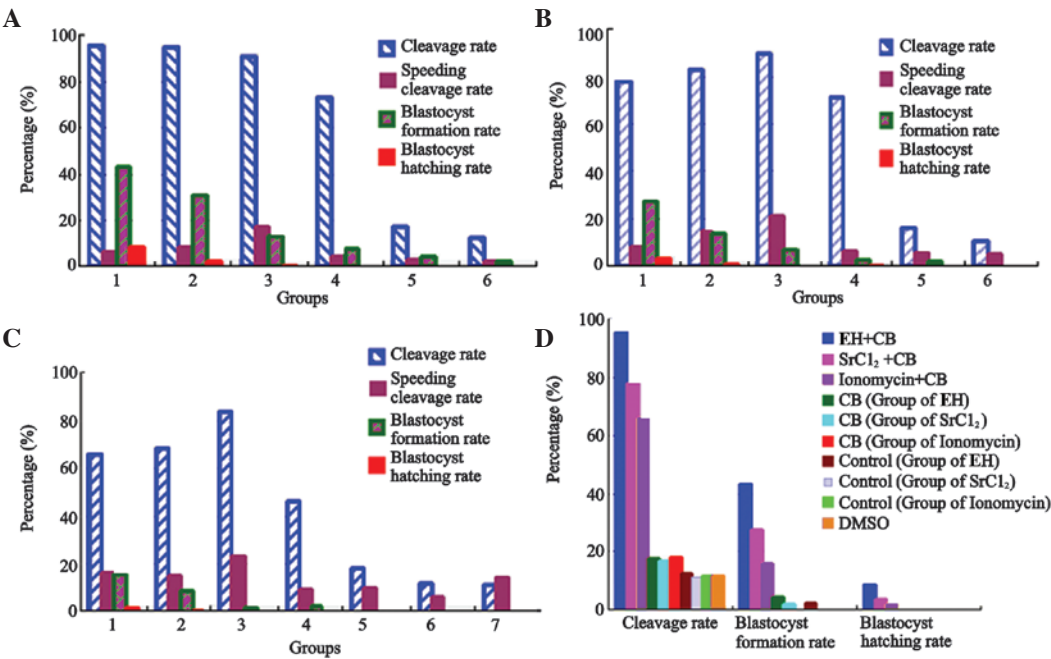 A
100
80
60
40
20
0
Percentage (%)
Cleavage rate
Speeding
cleavage rate
Blastocyst
formation rate
Blastocyst
hatching rate
1 2 3 4 5 6
Groups
B
100
80
60
40
20
0
Percentage (%)
Cleavage rate
Speeding
cleavage rate
Blastocyst
formation rate
Blastocyst
hatching rate
1 2 3 4 5 6
Groups
C
100
80
60
40
20
0
Percentage (%)
Cleavage rate
Speeding
cleavage rate
Blastocyst
formation rate
Blastocyst
hatching rate
1 2 3 4 5 6 7
Groups
D
100
80
60
40
20
0
Percentage (%)
EH+CB
SrCl₂ +CB
Ionomycin+CB
CB (Group of EH)
CB (Group of SrCl₂)
CB (Group of Ionomycin)
Control (Group of EH)
Control (Group of SrCl₂)
Control (Group of Ionomycin)
DMSO
Cleavage rate Blastocyst Blastocyst
formation rate hatching rate